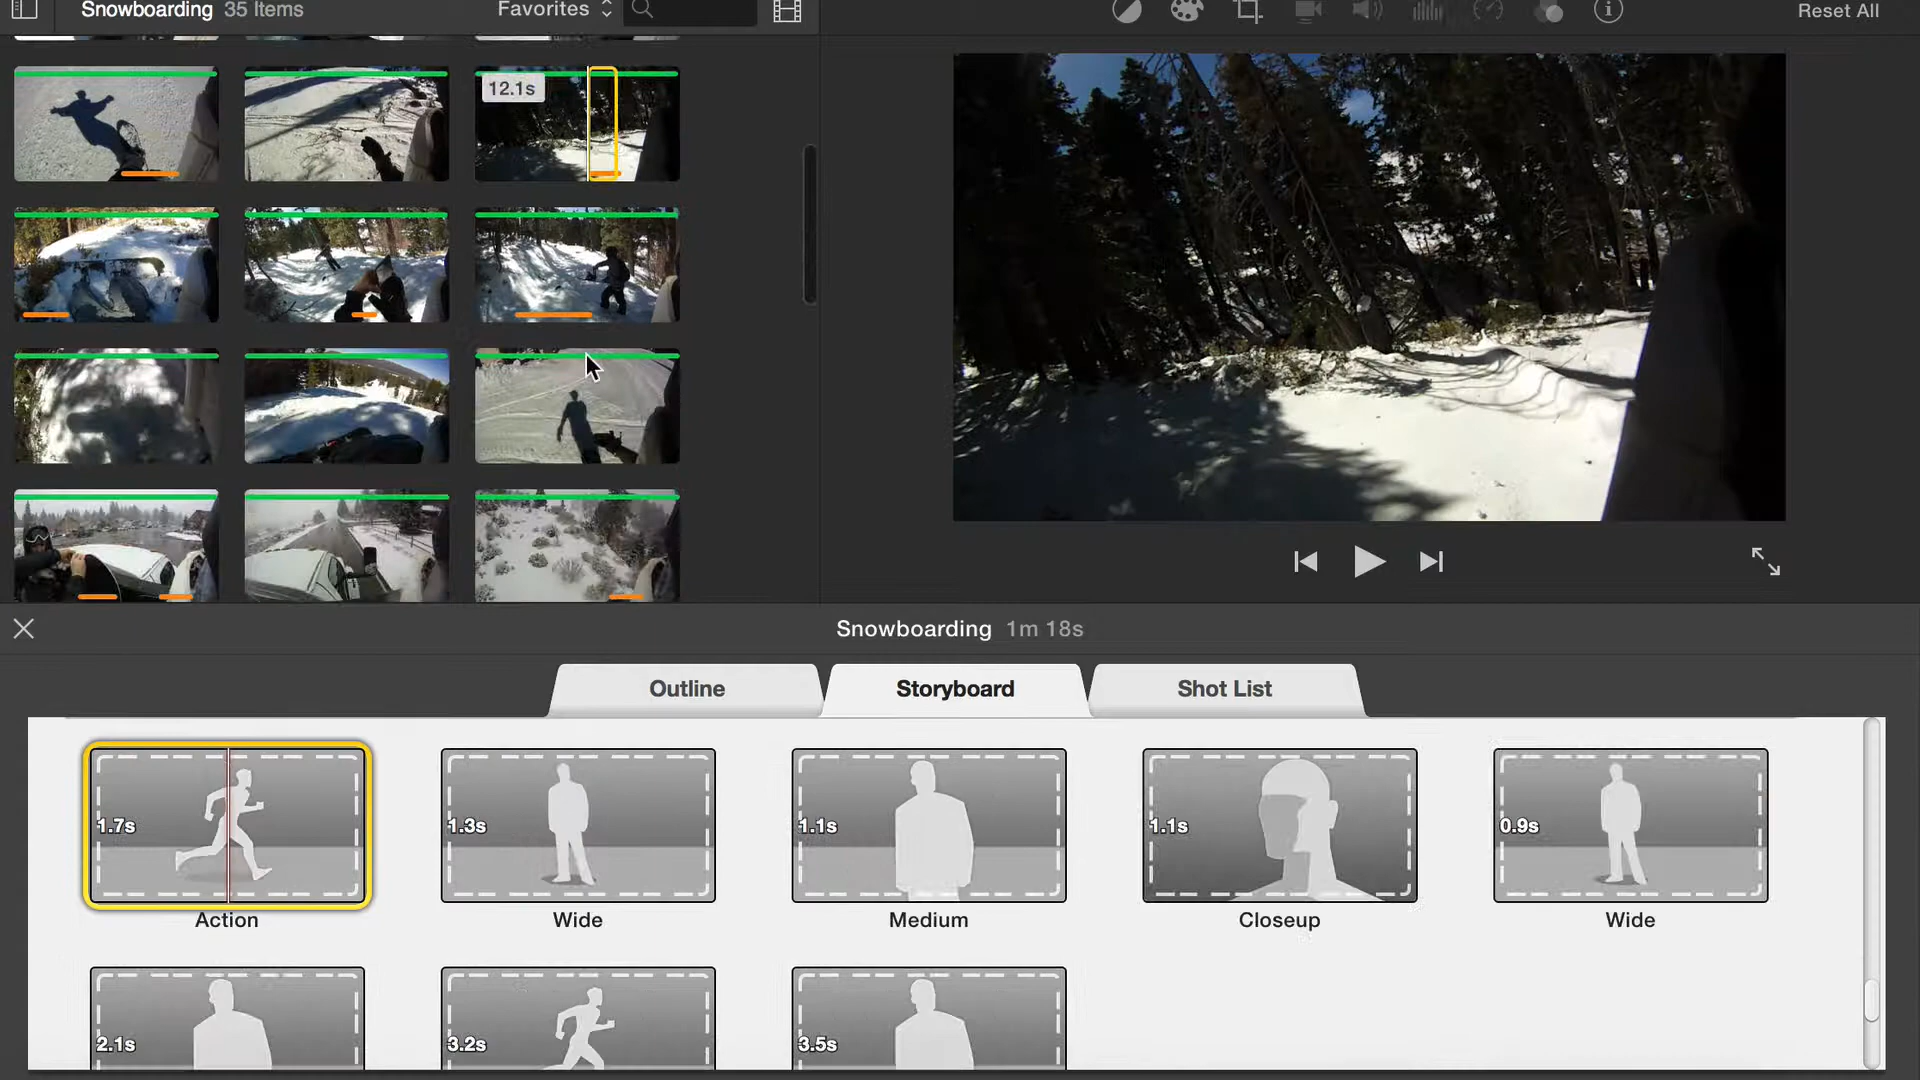 Snowboarding 35 Items Favorites Reset All
12.1s
Snowboarding 1m 18s
Outline Storyboard Shot List
1.7s 1.3s 1.1s 1.1s 0.9s
Action Wide Medium Closeup Wide
2.1s 3.2s 3.5s